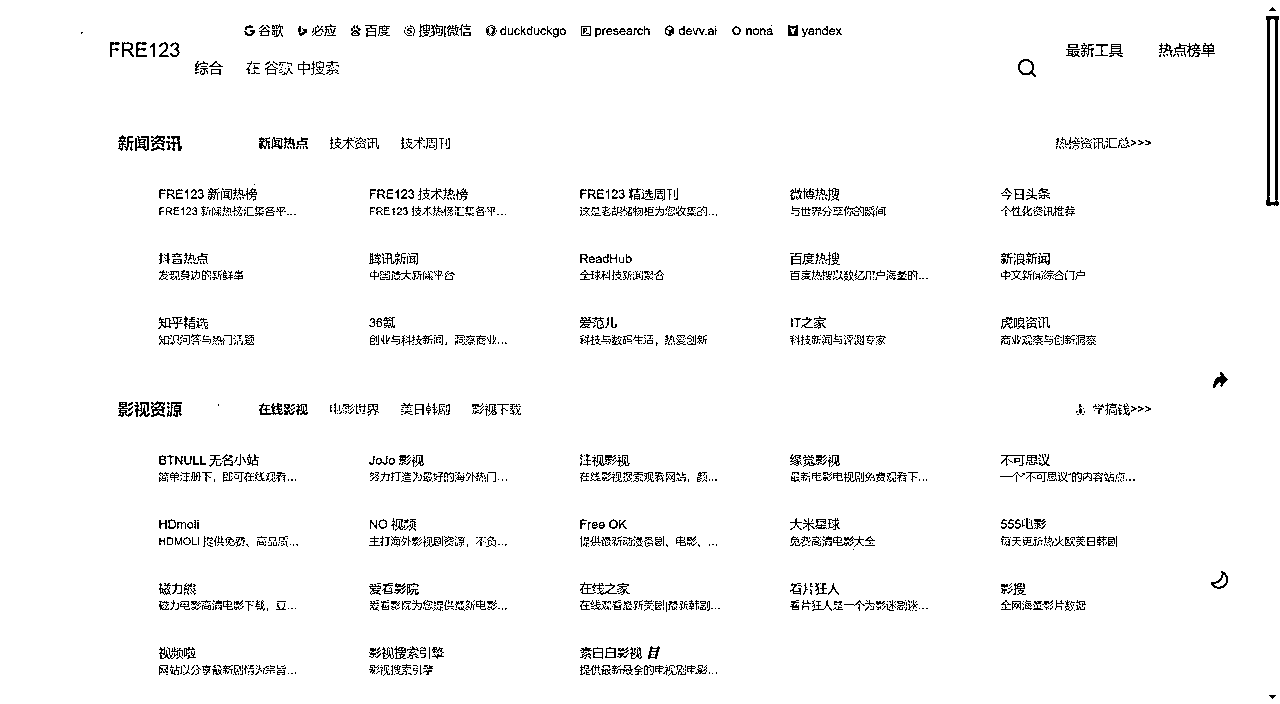 谷歌 必应 百度 搜狗|微信 duckduckgo presearch devv.ai nona yandex
FRE123
最新工具 热点榜单
综合 在 谷歌 中搜索
新闻资讯 新闻热点 技术资讯 技术周刊 热榜资讯汇总>>>
FRE123 新闻热榜 FRE123 技术热榜 FRE123 精选周刊 微博热搜 今日头条
FRE123 新闻热榜汇集各平... FRE123 技术热榜汇集各平... 这是老胡储物柜为您收集的... 与世界分享你的瞬间 个性化资讯推荐
抖音热点 腾讯新闻 ReadHub 百度热搜 新浪新闻
发现身边的新鲜事 中国最大新闻平台 全球科技新闻聚合 百度热搜以数亿用户海量的... 中文新闻综合门户
知乎精选 36氪 爱范儿 IT之家 虎嗅资讯
知识问答与热门话题 创业与科技新闻，洞察商业... 科技与数码生活，热爱创新 科技新闻与评测专家 商业观察与创新洞察
影视资源 在线影视 电影世界 美日韩剧 影视下载 学搞钱>>>
BTNULL 无名小站 JoJo 影视 注视影视 缘觉影视 不可思议
简单注册下，即可在线观看... 努力打造为最好的海外热门... 在线影视搜索观看网站，颜... 最新电影电视剧免费观看下... 一个“不可思议”的内容站点...
HDmoli NO 视频 Free OK 大米星球 555电影
HDMOLI 提供免费、高品质... 主打海外影视剧资源，不负... 提供最新动漫番剧、电影、... 免费高清电影大全 每天更新热火欧美日韩剧
磁力熊 爱看影院 在线之家 看片狂人 影搜
磁力电影高清电影下载，豆... 爱看影院为您提供最新电影... 在线观看最新美剧|最新韩剧... 看片狂人是一个为影迷剧迷... 全网海量影片数据
视频啦 影视搜索引擎 素白白影视
网站以分享最新剧情为宗旨... 影视搜索引擎 提供最新最全的电视剧电影...